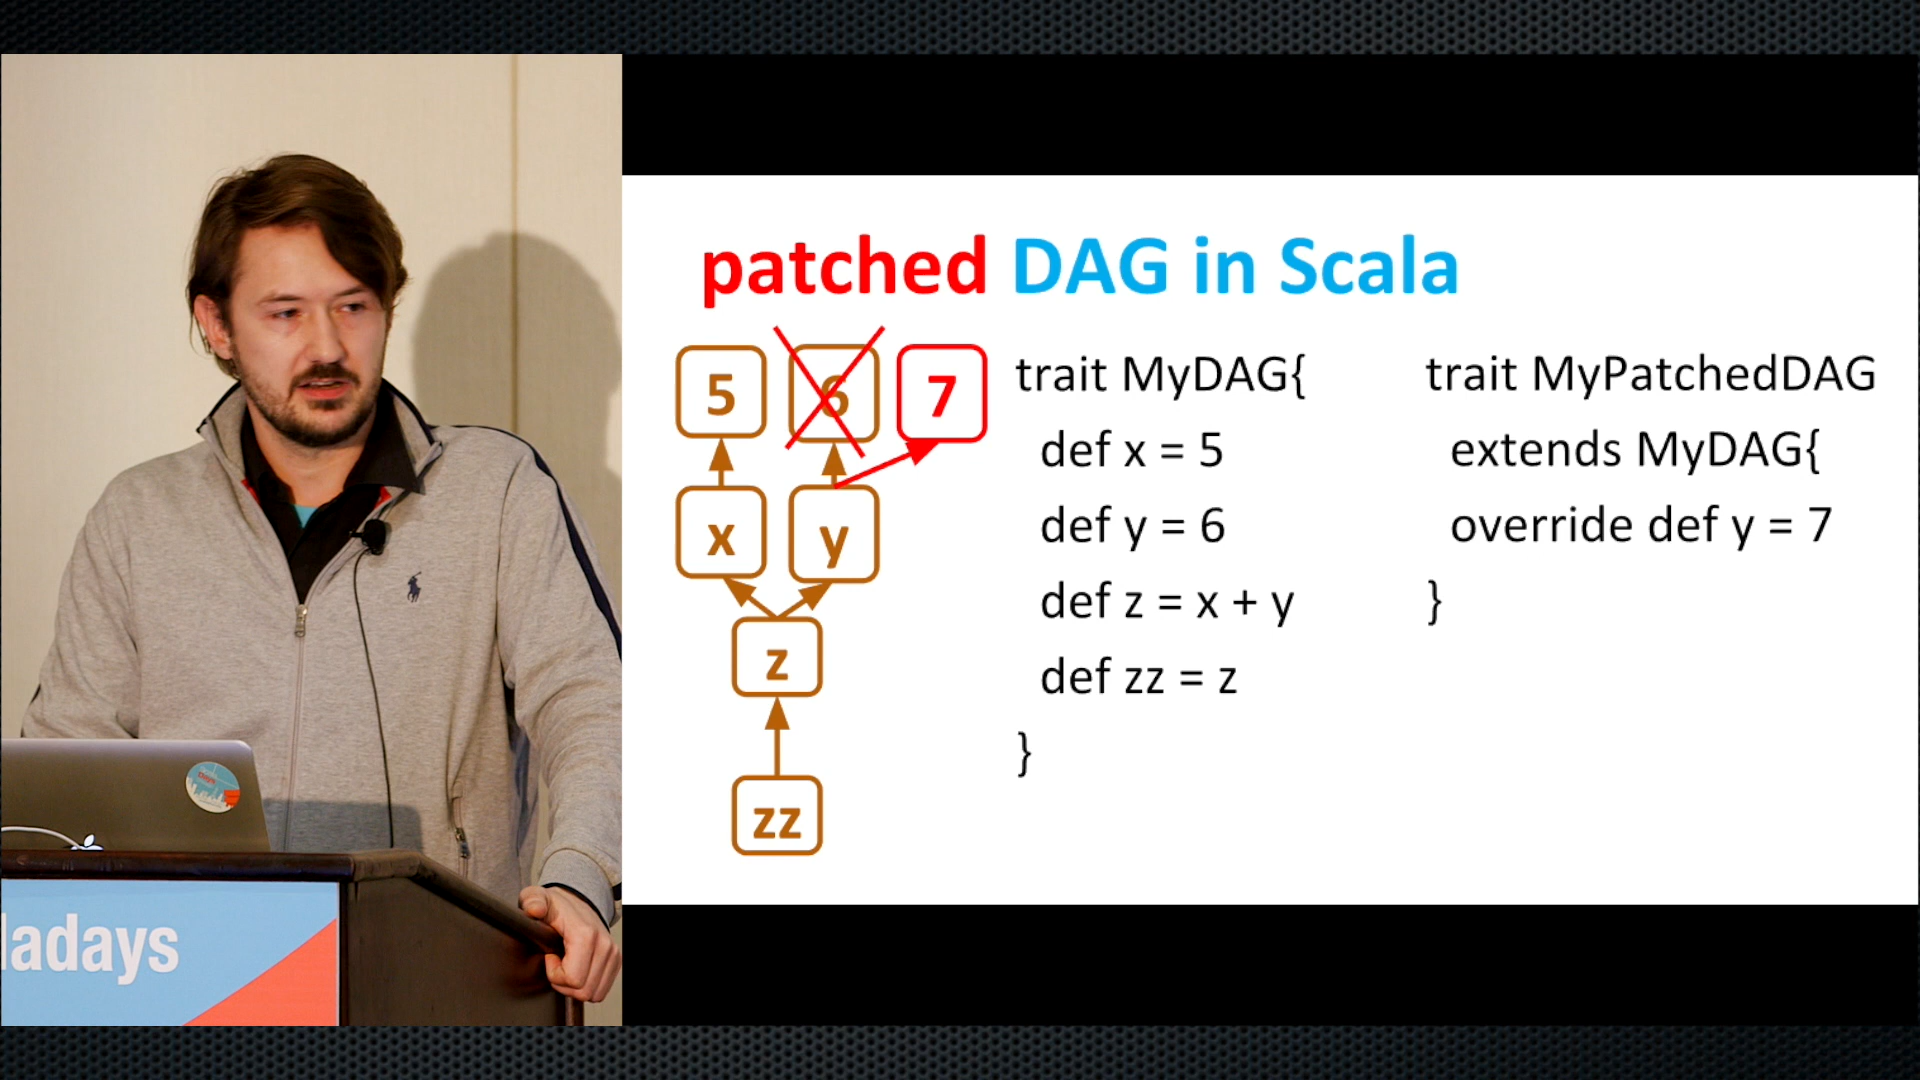 patched DAG in Scala
5
6
7
x
y
z
zz
trait MyDAG{
def x = 5
def y = 6
def z = x + y
def zz = z
}
trait MyPatchedDAG
extends MyDAG{
override def y = 7
}
ladays